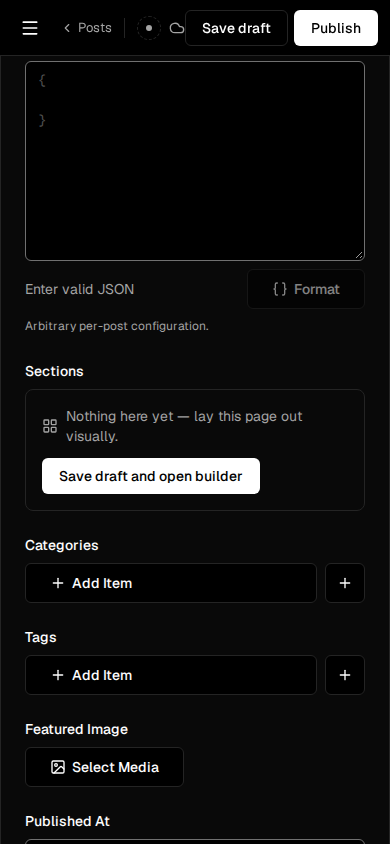 Posts
Save draft
Publish
{
}
Enter valid JSON
{ } Format
Arbitrary per-post configuration.
Sections
Nothing here yet — lay this page out
visually.
Save draft and open builder
Categories
+ Add Item
+
Tags
+ Add Item
+
Featured Image
Select Media
Published At